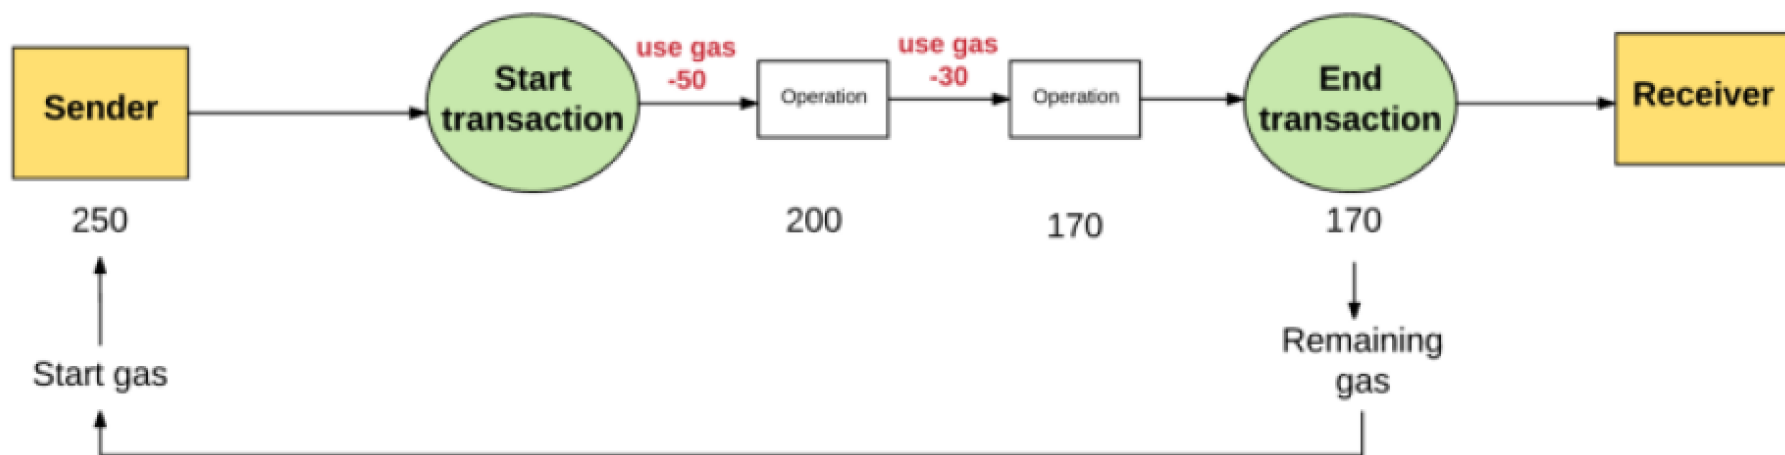 Sender
Start
transaction
use gas
-50
Operation
use gas
-30
Operation
End
transaction
Receiver
250
200
170
170
Start gas
Remaining
gas